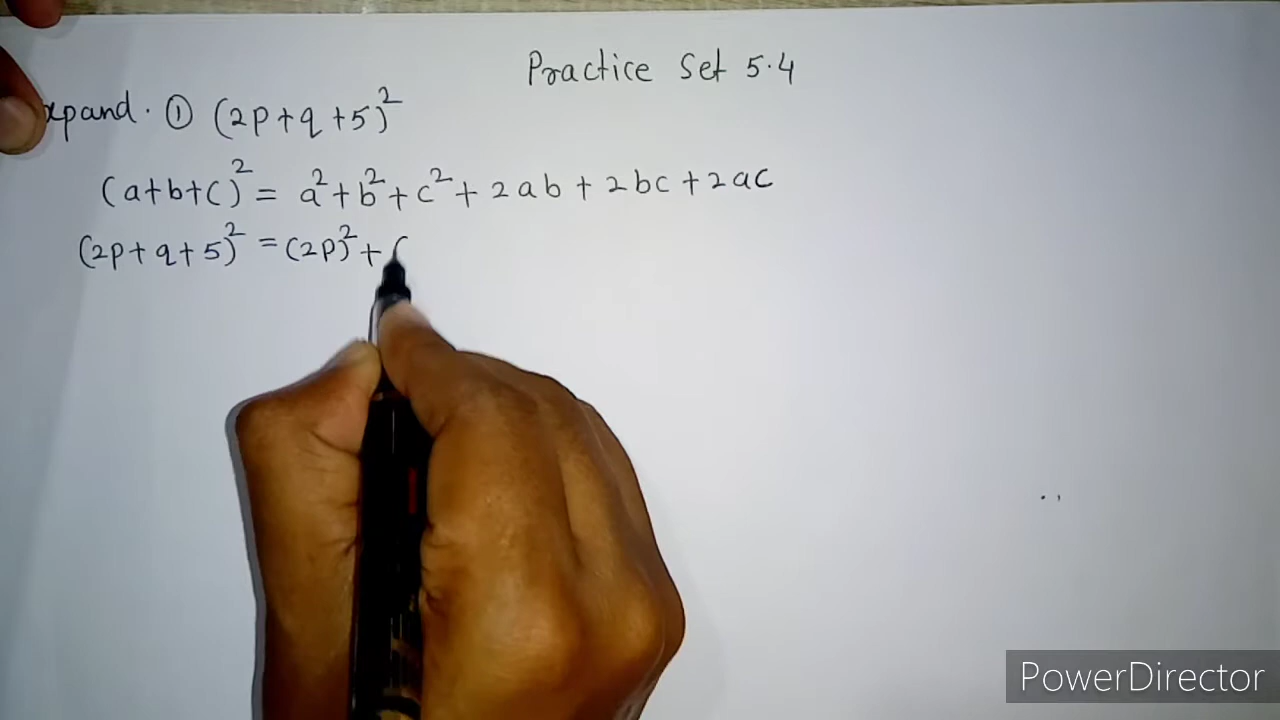 Practice Set 5.4
xpand. ① (2p+q+5)²
(a+b+c)² = a²+b²+c²+2ab+2bc+2ac
(2p+q+5)² = (2p)²+(
PowerDirector